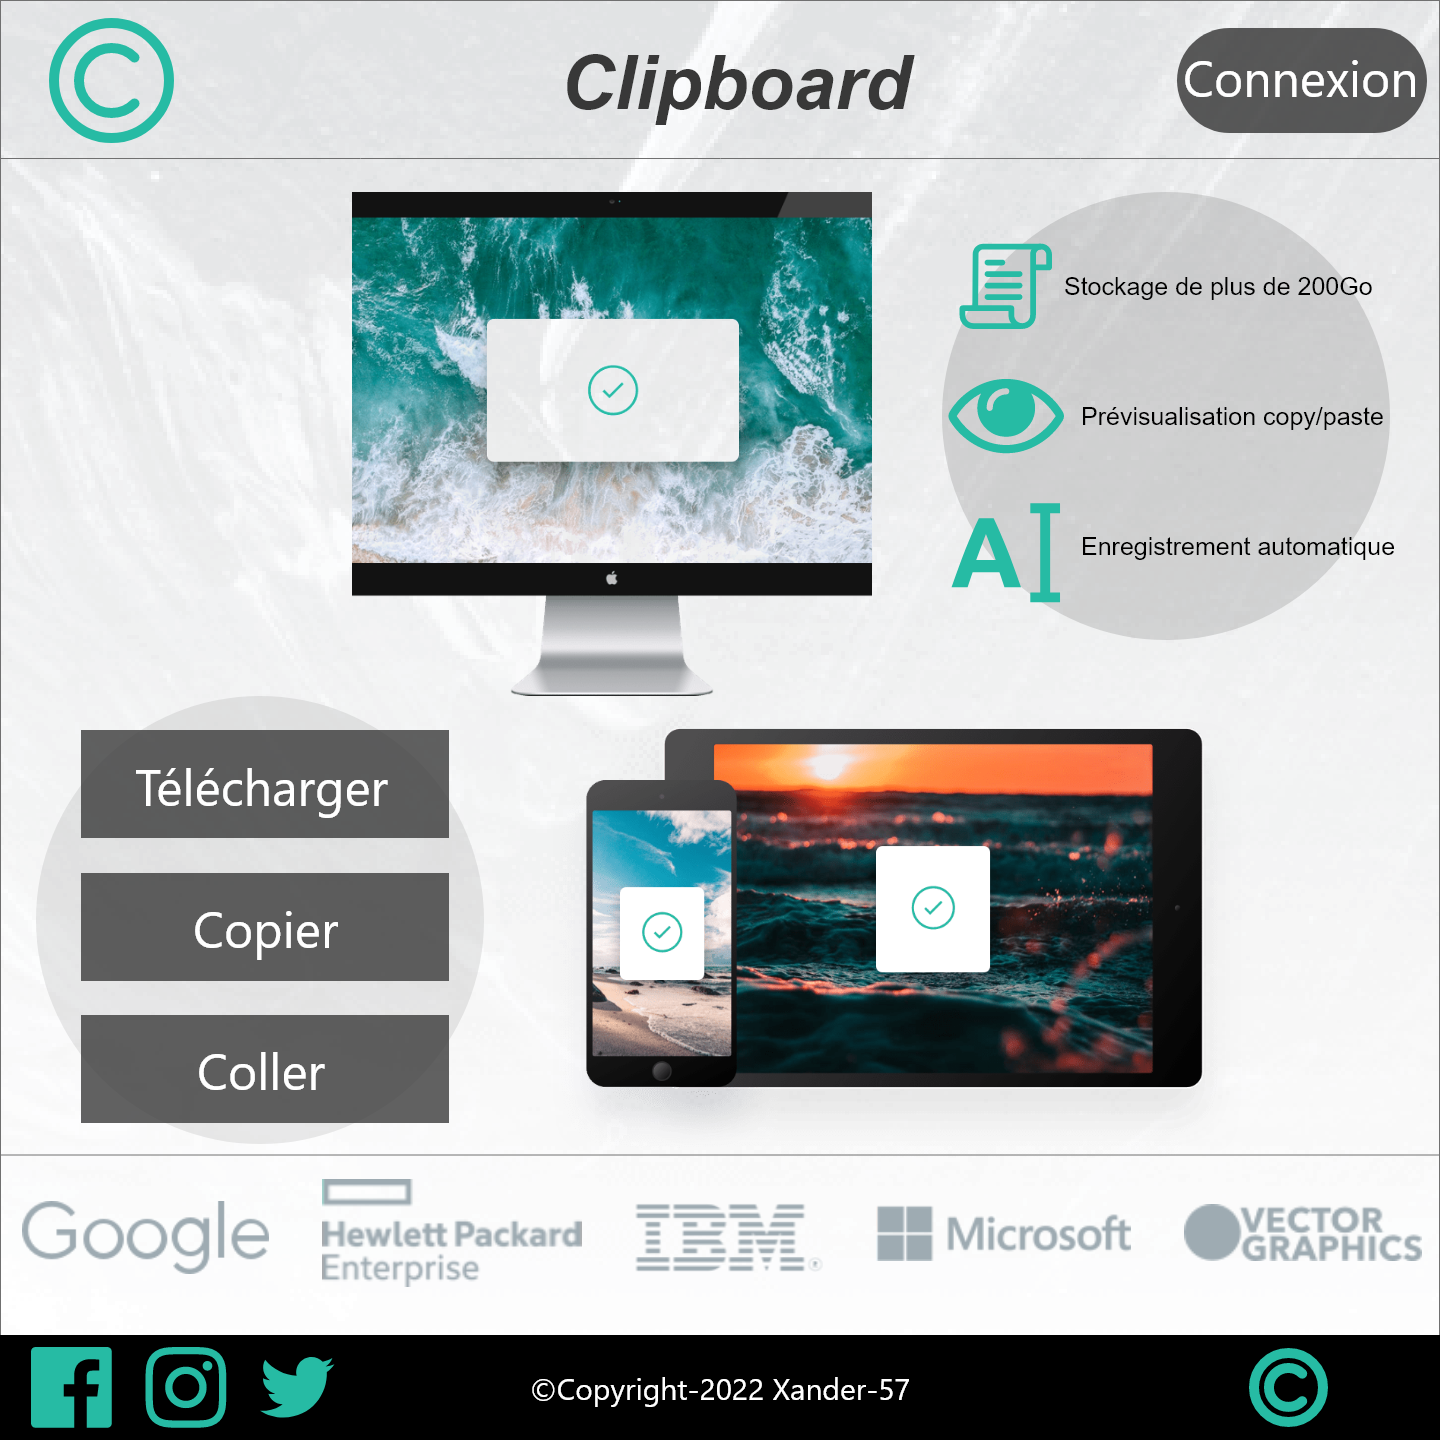 Clipboard
Connexion
Stockage de plus de 200Go
Prévisualisation copy/paste
Enregistrement automatique
Télécharger
Copier
Coller
Google
Hewlett Packard
Enterprise
IBM®
Microsoft
VECTOR
GRAPHICS
©Copyright-2022 Xander-57